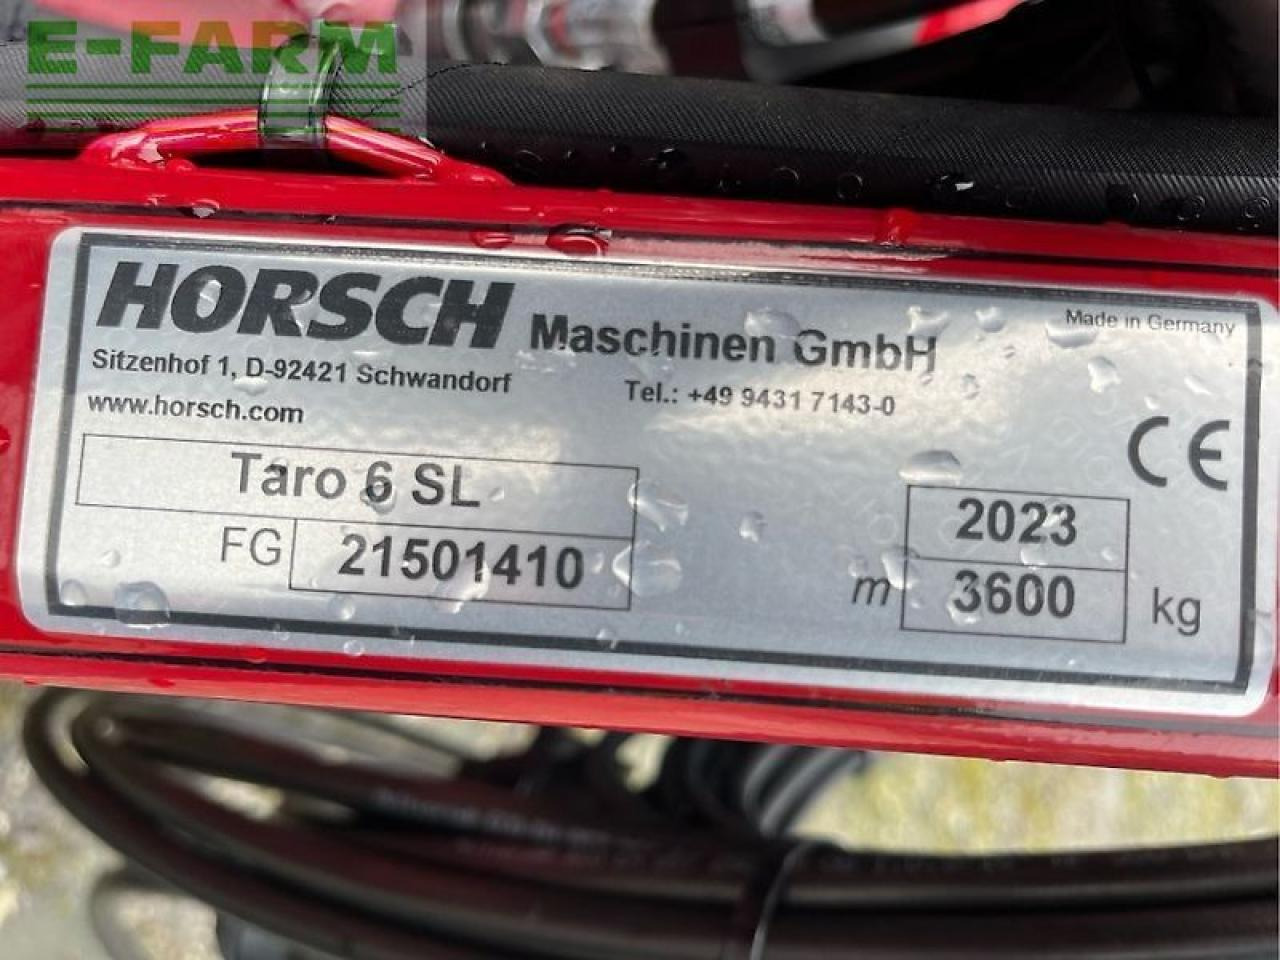 E-FARM
HORSCH Maschinen GmbH
Made in Germany
Sitzenhof 1, D-92421 Schwandorf
Tel.: +49 9431 7143-0
www.horsch.com
CE
Taro 6 SL
2023
FG 21501410
m 3600 kg